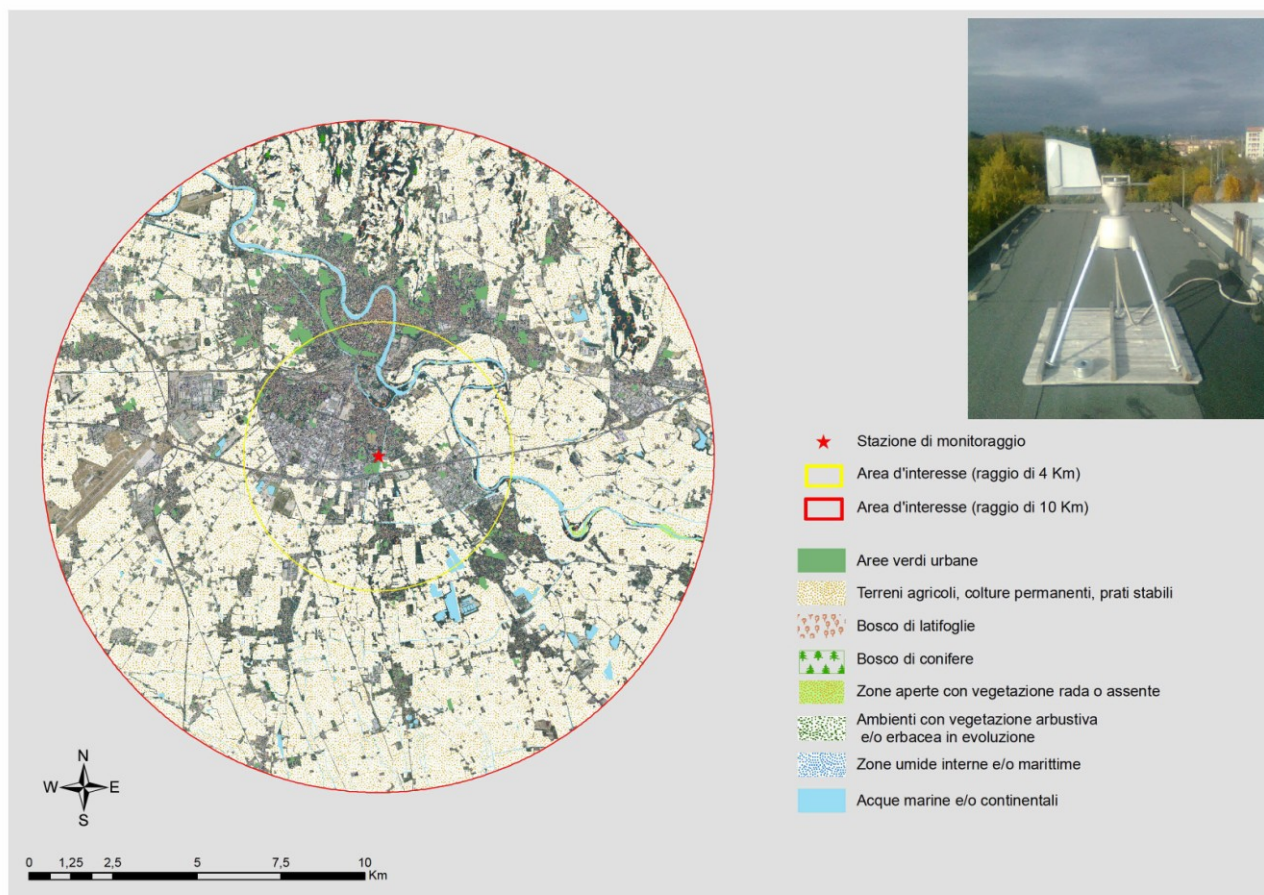 Stazione di monitoraggio
Area d'interesse (raggio di 4 Km)
Area d'interesse (raggio di 10 Km)
Aree verdi urbane
Terreni agricoli, colture permanenti, prati stabili
Bosco di latifoglie
Bosco di conifere
Zone aperte con vegetazione rada o assente
Ambienti con vegetazione arbustiva
e/o erbacea in evoluzione
Zone umide interne e/o marittime
Acque marine e/o continentali
N
W E
S
0 1,25 2,5 5 7,5 10
Km